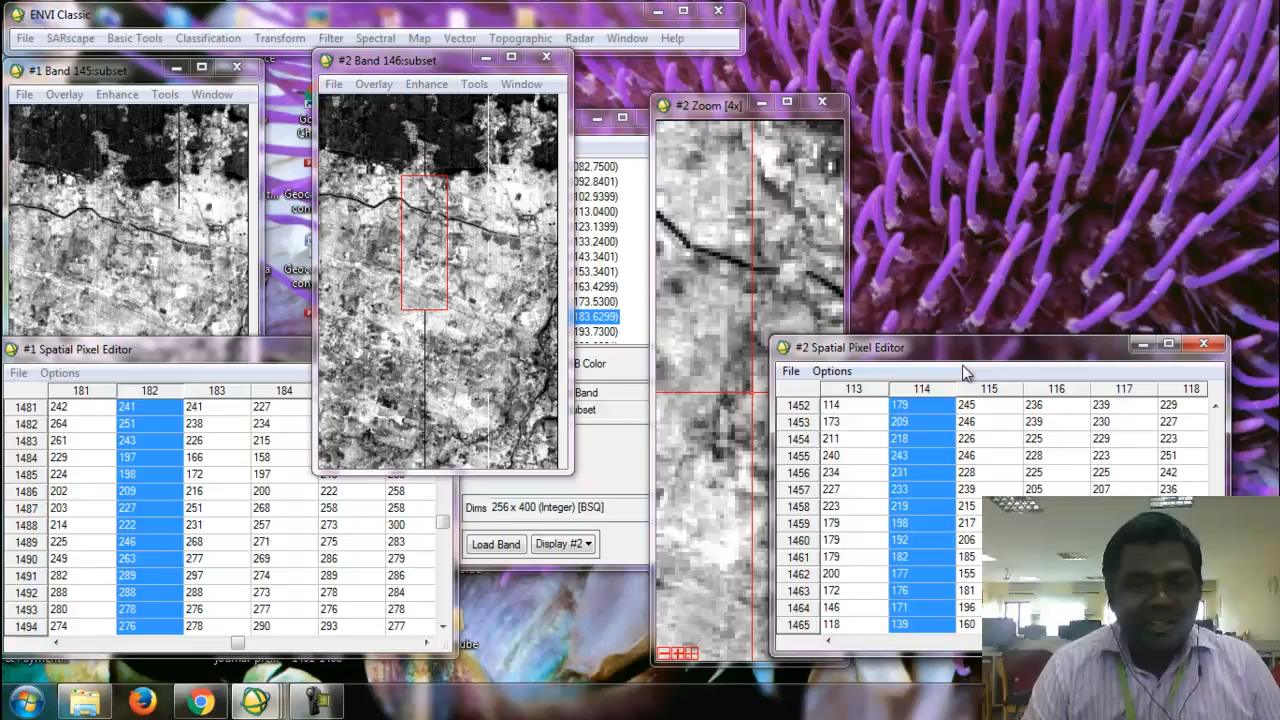 ENVI Classic
File SARscape Basic Tools Classification Transform Filter Spectral Map Vector Topographic Radar Window Help
#1 Band 145:subset
File Overlay Enhance Tools Window
#2 Band 146:subset
File Overlay Enhance Tools Window
082.7500)
092.8401)
102.9399)
113.0400)
123.1399)
133.2400)
143.3401)
153.3401)
163.4299)
173.5300)
183.6299)
193.7300)
B Color
Band
ubset
Dims 256 x 400 (Integer) [BSQ]
Load Band Display #2
#2 Zoom [4x]
#1 Spatial Pixel Editor
File Options
181 182 183 184
1481 242 241 241 227
1482 264 251 238 234
1483 261 243 226 215
1484 229 197 166 158
1485 224 198 172 197
1486 202 209 216 200 222 258
1487 203 227 251 268 258 258
1488 214 222 231 257 273 300
1489 225 246 268 271 275 283
1490 249 263 277 269 277 289
1491 282 289 297 274 289 286
1492 288 288 289 273 278 284
1493 280 278 276 277 276 278
1494 274 276 278 290 293 277
#2 Spatial Pixel Editor
File Options
113 114 115 116 117 118
1452 114 179 245 236 239 229
1453 173 209 246 239 230 227
1454 211 218 226 225 229 223
1455 240 243 246 228 223 251
1456 234 231 228 225 225 242
1457 227 233 239 205 207 236
1458 223 219 215
1459 179 198 217
1460 179 192 206
1461 179 182 185
1462 200 177 155
1463 172 176 181
1464 146 171 196
1465 118 139 160